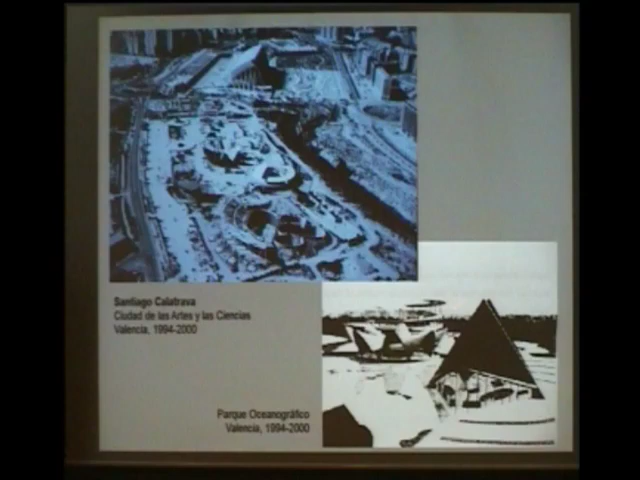 Santiago Calatrava
Ciudad de las Artes y las Ciencias
Valencia, 1994-2000
Parque Oceanográfico
Valencia, 1994-2000